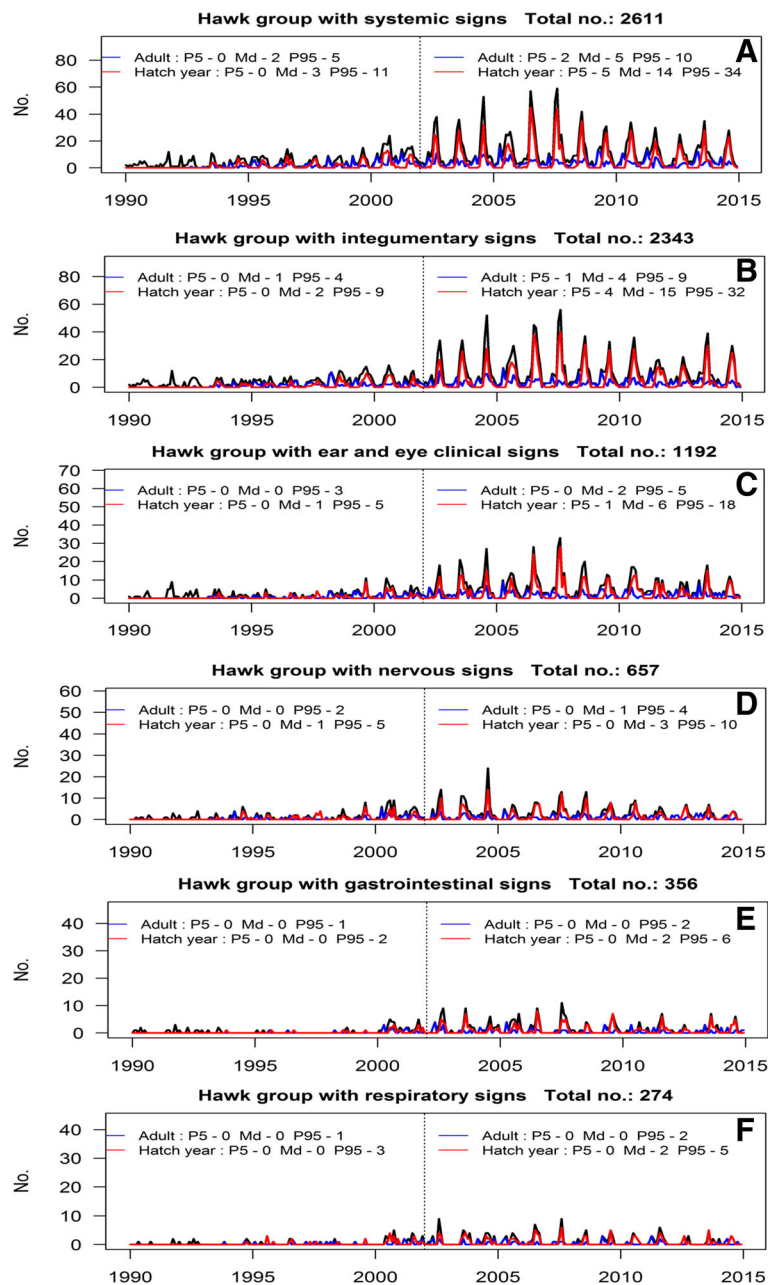 Hawk group with systemic signs Total no.: 2611
A
Adult : P5 - 0 Md - 2 P95 - 5
Adult : P5 - 2 Md - 5 P95 - 10
Hatch year : P5 - 0 Md - 3 P95 - 11
Hatch year : P5 - 5 Md - 14 P95 - 34
No.
80
60
40
20
0
1990 1995 2000 2005 2010 2015
Hawk group with integumentary signs Total no.: 2343
B
Adult : P5 - 0 Md - 1 P95 - 4
Adult : P5 - 1 Md - 4 P95 - 9
Hatch year : P5 - 0 Md - 2 P95 - 9
Hatch year : P5 - 4 Md - 15 P95 - 32
No.
80
60
40
20
0
1990 1995 2000 2005 2010 2015
Hawk group with ear and eye clinical signs Total no.: 1192
C
Adult : P5 - 0 Md - 0 P95 - 3
Adult : P5 - 0 Md - 2 P95 - 5
Hatch year : P5 - 0 Md - 1 P95 - 5
Hatch year : P5 - 1 Md - 6 P95 - 18
No.
70
60
50
40
30
20
10
0
1990 1995 2000 2005 2010 2015
Hawk group with nervous signs Total no.: 657
D
Adult : P5 - 0 Md - 0 P95 - 2
Adult : P5 - 0 Md - 1 P95 - 4
Hatch year : P5 - 0 Md - 1 P95 - 5
Hatch year : P5 - 0 Md - 3 P95 - 10
No.
60
50
40
30
20
10
0
1990 1995 2000 2005 2010 2015
Hawk group with gastrointestinal signs Total no.: 356
E
Adult : P5 - 0 Md - 0 P95 - 1
Adult : P5 - 0 Md - 0 P95 - 2
Hatch year : P5 - 0 Md - 0 P95 - 2
Hatch year : P5 - 0 Md - 2 P95 - 6
No.
40
30
20
10
0
1990 1995 2000 2005 2010 2015
Hawk group with respiratory signs Total no.: 274
F
Adult : P5 - 0 Md - 0 P95 - 1
Adult : P5 - 0 Md - 0 P95 - 2
Hatch year : P5 - 0 Md - 0 P95 - 3
Hatch year : P5 - 0 Md - 2 P95 - 5
No.
40
30
20
10
0
1990 1995 2000 2005 2010 2015